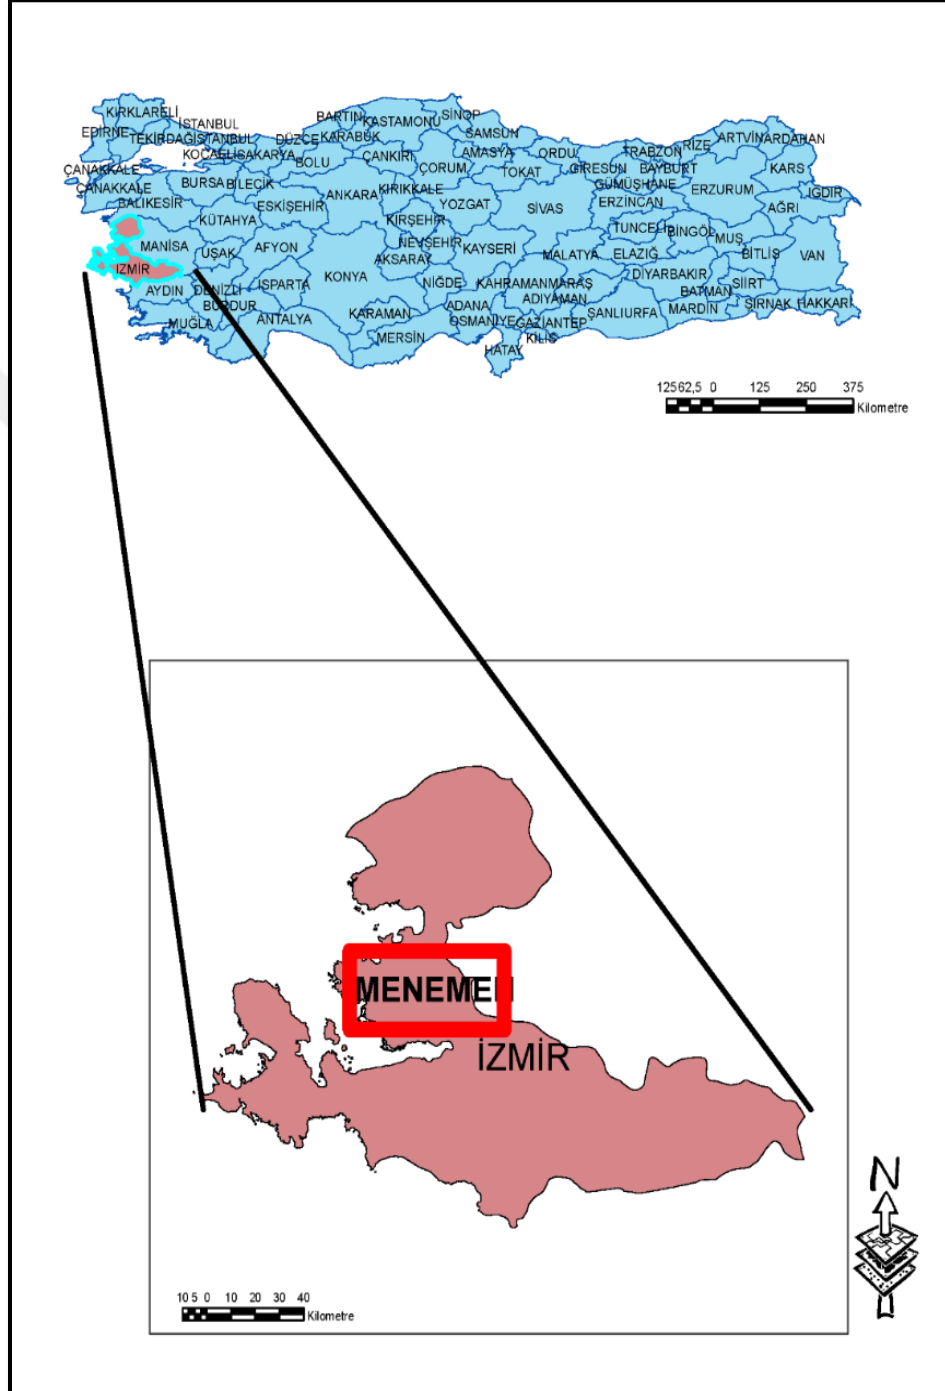 KIRKLARELİ
İSTANBUL
BARTIN
KASTAMONU
SİNOP
EDİRNE
TEKİRDAĞ
İSTANBUL
DÜZCE
KARABÜK
SAMSUN
ARTVİN
ARDAHAN
KOCAELİ
SAKARYA
BOLU
ÇANKIRI
AMASYA
ORDU
TRABZON
RİZE
ÇANAKKALE
ÇORUM
TOKAT
GİRESUN
BAYBURT
KARS
ÇANAKKALE
BURSA
BİLECİK
ANKARA
KIRIKKALE
GÜMÜŞHANE
ERZURUM
IGDIR
BALIKESİR
ESKİŞEHİR
YOZGAT
SİVAS
ERZİNCAN
AĞRI
KÜTAHYA
KIRŞEHİR
TUNCELİ
BİNGÖL
MUŞ
MANİSA
UŞAK
AFYON
NEVŞEHİR
KAYSERİ
MALATYA
ELAZIĞ
BİTLİS
VAN
AKSARAY
İZMİR
KONYA
NİĞDE
KAHRAMANMARAŞ
DİYARBAKIR
SİİRT
AYDIN
DENİZLİ
ISPARTA
ADIYAMAN
BATMAN
BURDUR
ADANA
ŞANLIURFA
MARDİN
ŞIRNAK
HAKKARİ
MUĞLA
ANTALYA
KARAMAN
OSMANİYE
GAZİANTEP
MERSİN
KİLİS
HATAY
125 62,5 0 125 250 375
Kilometre
MENEMEN
İZMİR
N
10 5 0 10 20 30 40
Kilometre